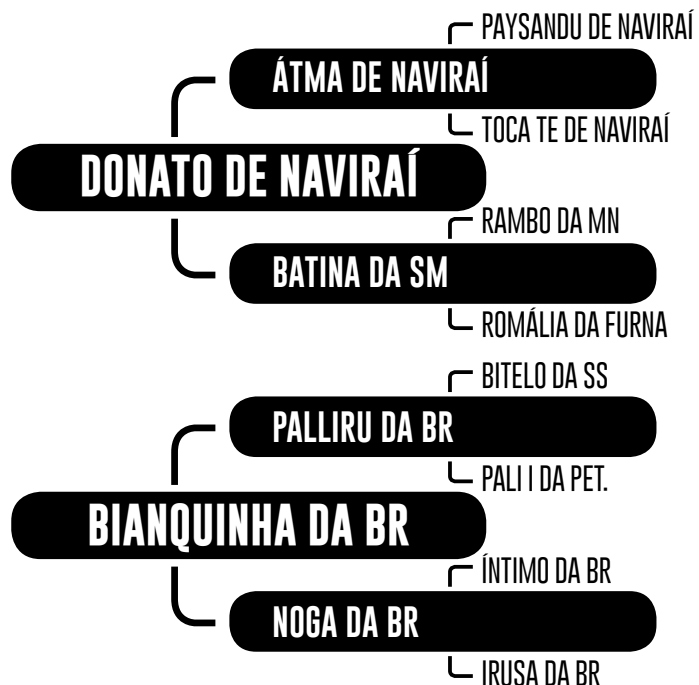 PAYSANDU DE NAVIRAÍ
ÁTMA DE NAVIRAÍ
TOCA TE DE NAVIRAÍ
DONATO DE NAVIRAÍ
RAMBO DA MN
BATINA DA SM
ROMÁLIA DA FURNA
BITELO DA SS
PALLIRU DA BR
PALI I DA PET.
BIANQUINHA DA BR
ÍNTIMO DA BR
NOGA DA BR
IRUSA DA BR